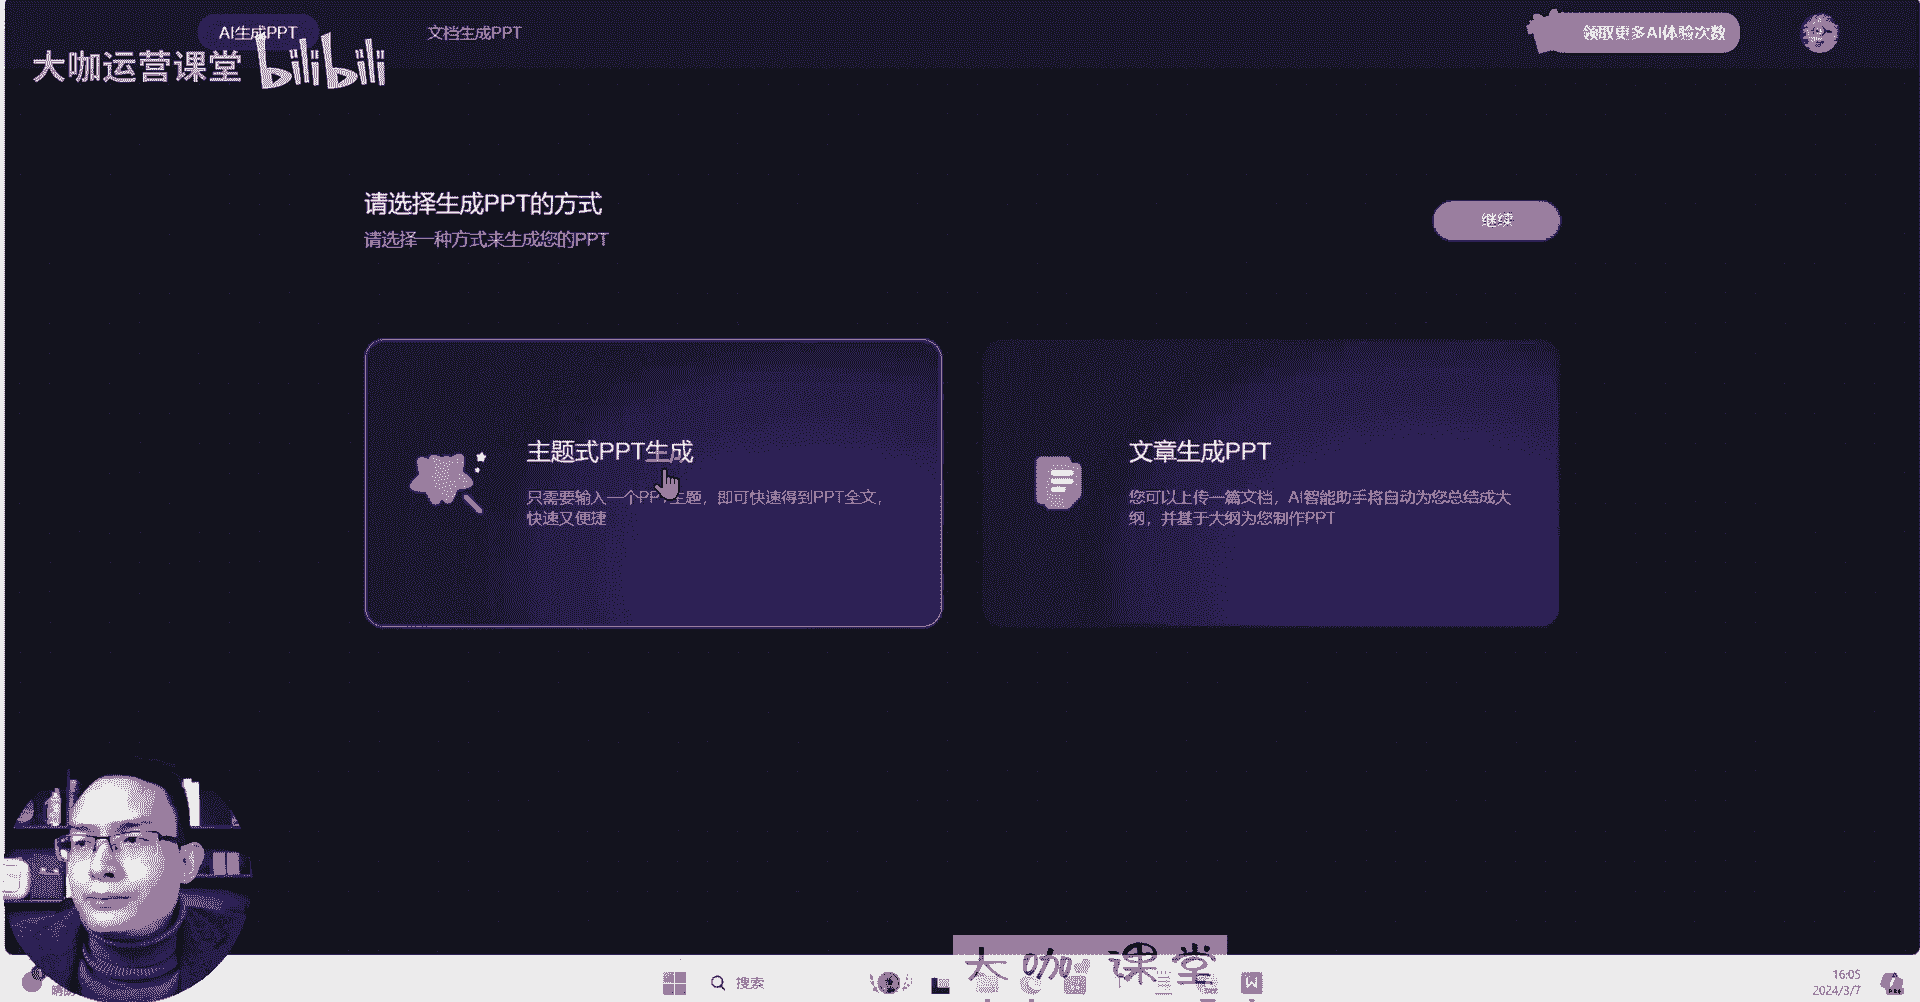 AI生成PPT
文档生成PPT
领取更多AI体验次数
大咖运营课堂 bilibili
请选择生成PPT的方式
请选择一种方式来生成您的PPT
继续
主题式PPT生成
只需要输入一个PPT主题，即可快速得到PPT全文，
快速又便捷
文章生成PPT
您可以上传一篇文档，AI智能助手将自动为您总结成大
纲，并基于大纲为您制作PPT
大咖课堂
搜索
16:05
2024/3/7